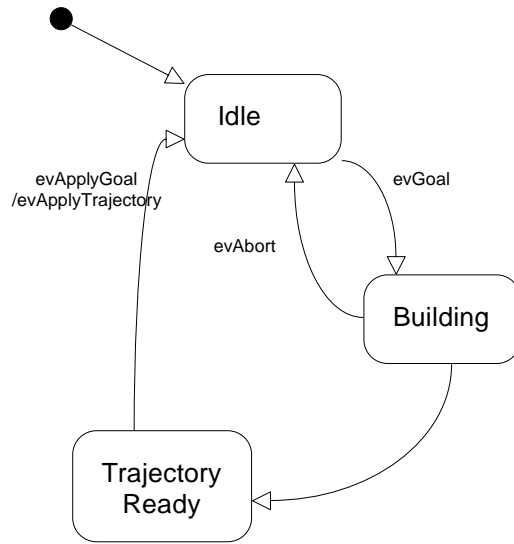 Idle
evApplyGoal
/evApplyTrajectory
evGoal
evAbort
Building
Trajectory
Ready